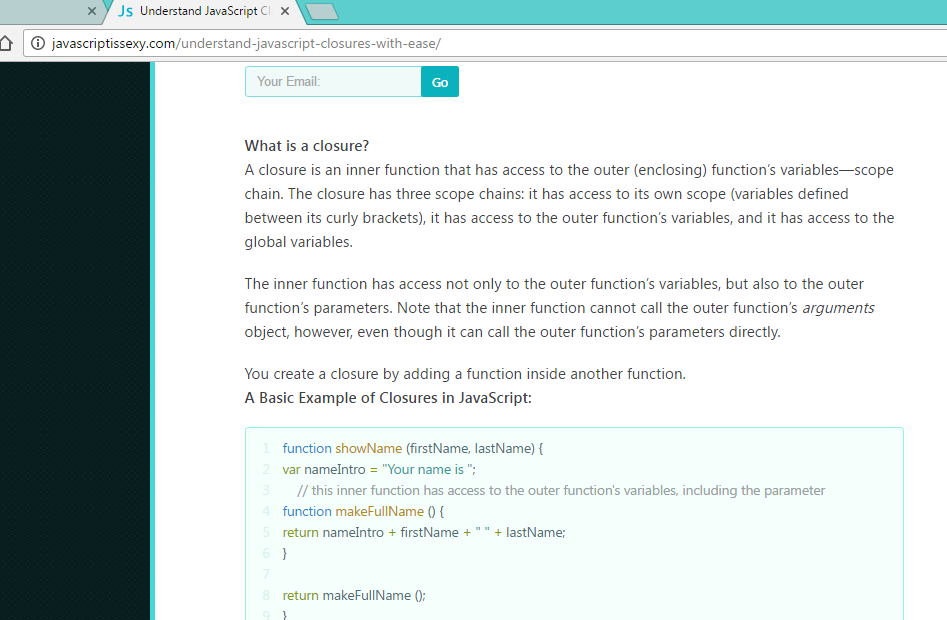 Js Understand JavaScript Cl
javascriptissexy.com/understand-javascript-closures-with-ease/
Your Email:
Go
What is a closure?
A closure is an inner function that has access to the outer (enclosing) function’s variables—scope
chain. The closure has three scope chains: it has access to its own scope (variables defined
between its curly brackets), it has access to the outer function’s variables, and it has access to the
global variables.
The inner function has access not only to the outer function’s variables, but also to the outer
function’s parameters. Note that the inner function cannot call the outer function’s arguments
object, however, even though it can call the outer function’s parameters directly.
You create a closure by adding a function inside another function.
A Basic Example of Closures in JavaScript:
1 function showName (firstName, lastName) {
2 var nameIntro = "Your name is ";
3 // this inner function has access to the outer function's variables, including the parameter
4 function makeFullName () {
5 return nameIntro + firstName + " " + lastName;
6 }
7
8 return makeFullName ();
9 }